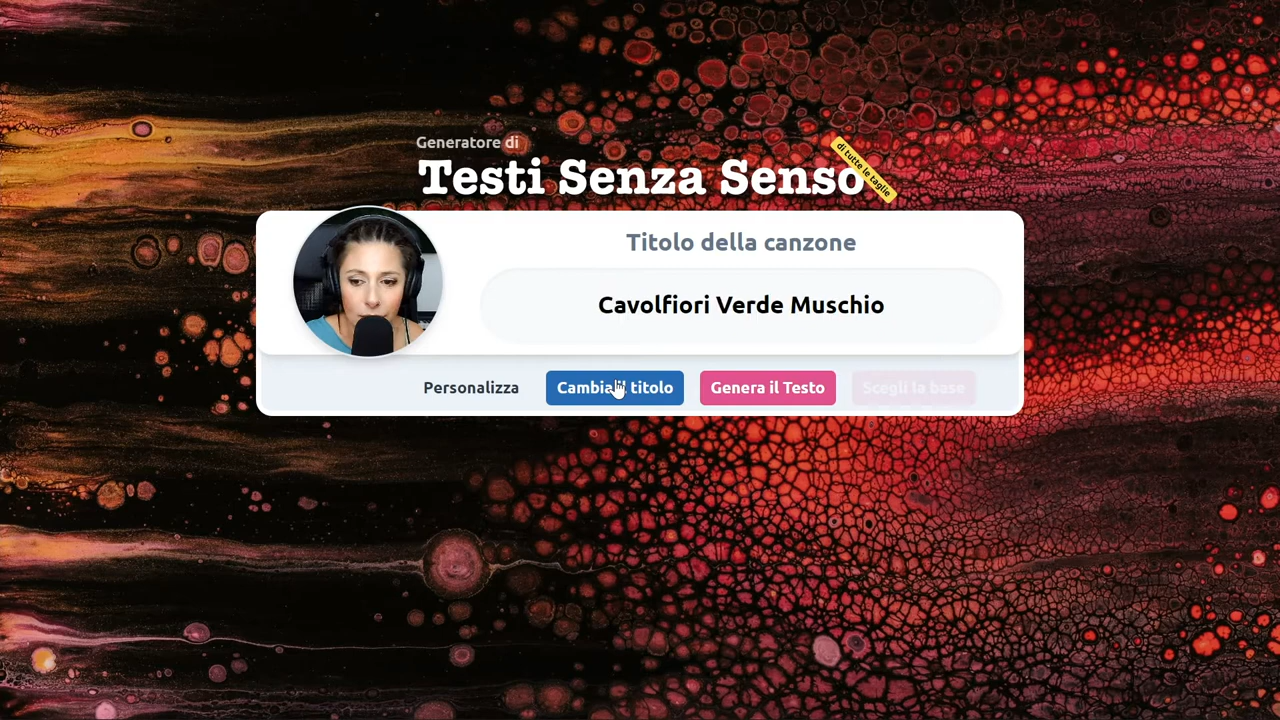 Generatore di
Testi Senza Senso
di tutte le taglie
Titolo della canzone
Cavolfiori Verde Muschio
Personalizza
Cambia il titolo
Genera il Testo
Scegli la base